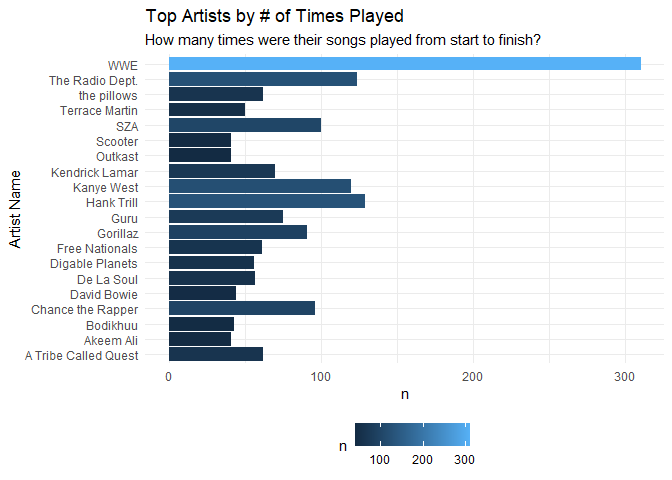 Top Artists by # of Times Played
How many times were their songs played from start to finish?
Artist Name
WWE
The Radio Dept.
the pillows
Terrace Martin
SZA
Scooter
Outkast
Kendrick Lamar
Kanye West
Hank Trill
Guru
Gorillaz
Free Nationals
Digable Planets
De La Soul
David Bowie
Chance the Rapper
Bodikhuu
Akeem Ali
A Tribe Called Quest
0 100 200 300
n
n
100 200 300